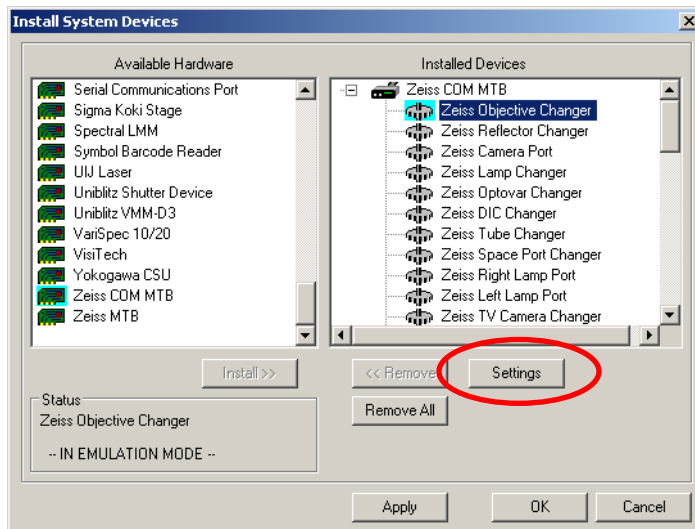 Install System Devices
Available Hardware
Serial Communications Port
Sigma Koki Stage
Spectral LMM
Symbol Barcode Reader
UIJ Laser
Uniblitz Shutter Device
Uniblitz VMM-D3
VariSpec 10/20
VisiTech
Yokogawa CSU
Zeiss COM MTB
Zeiss MTB
Installed Devices
Zeiss COM MTB
Zeiss Objective Changer
Zeiss Reflector Changer
Zeiss Camera Port
Zeiss Lamp Changer
Zeiss Optovar Changer
Zeiss DIC Changer
Zeiss Tube Changer
Zeiss Space Port Changer
Zeiss Right Lamp Port
Zeiss Left Lamp Port
Zeiss TV Camera Changer
Install >>
<< Remove
Settings
Remove All
Status
Zeiss Objective Changer
-- IN EMULATION MODE --
Apply
OK
Cancel